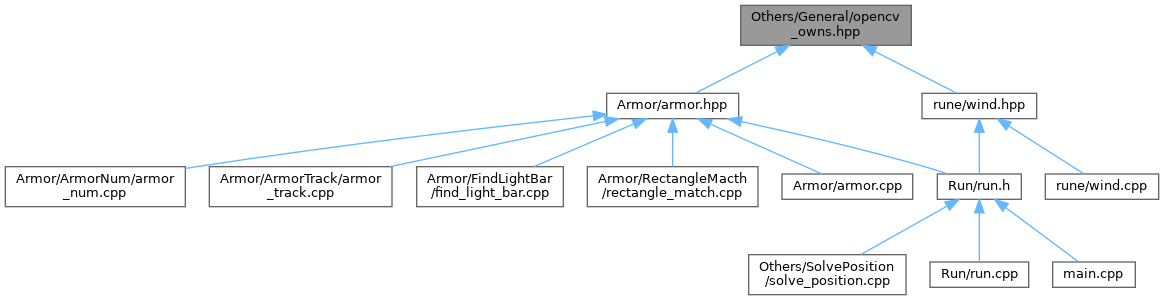 Others/General/opencv
_owns.hpp
Armor/armor.hpp
rune/wind.hpp
Armor/ArmorNum/armor
_num.cpp
Armor/ArmorTrack/armor
_track.cpp
Armor/FindLightBar
/find_light_bar.cpp
Armor/RectangleMacth
/rectangle_match.cpp
Armor/armor.cpp
Run/run.h
rune/wind.cpp
Others/SolvePosition
/solve_position.cpp
Run/run.cpp
main.cpp